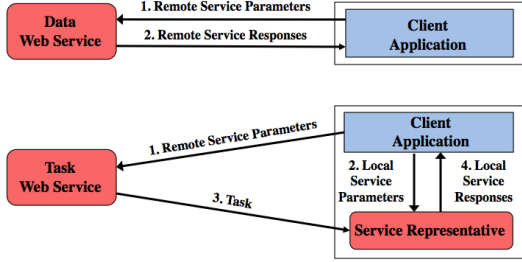 1. Remote Service Parameters
Data
Web Service
2. Remote Service Responses
Client
Application
1. Remote Service Parameters
Client
Application
Task
Web Service
2. Local
Service
Parameters
4. Local
Service
Responses
3. Task
Service Representative